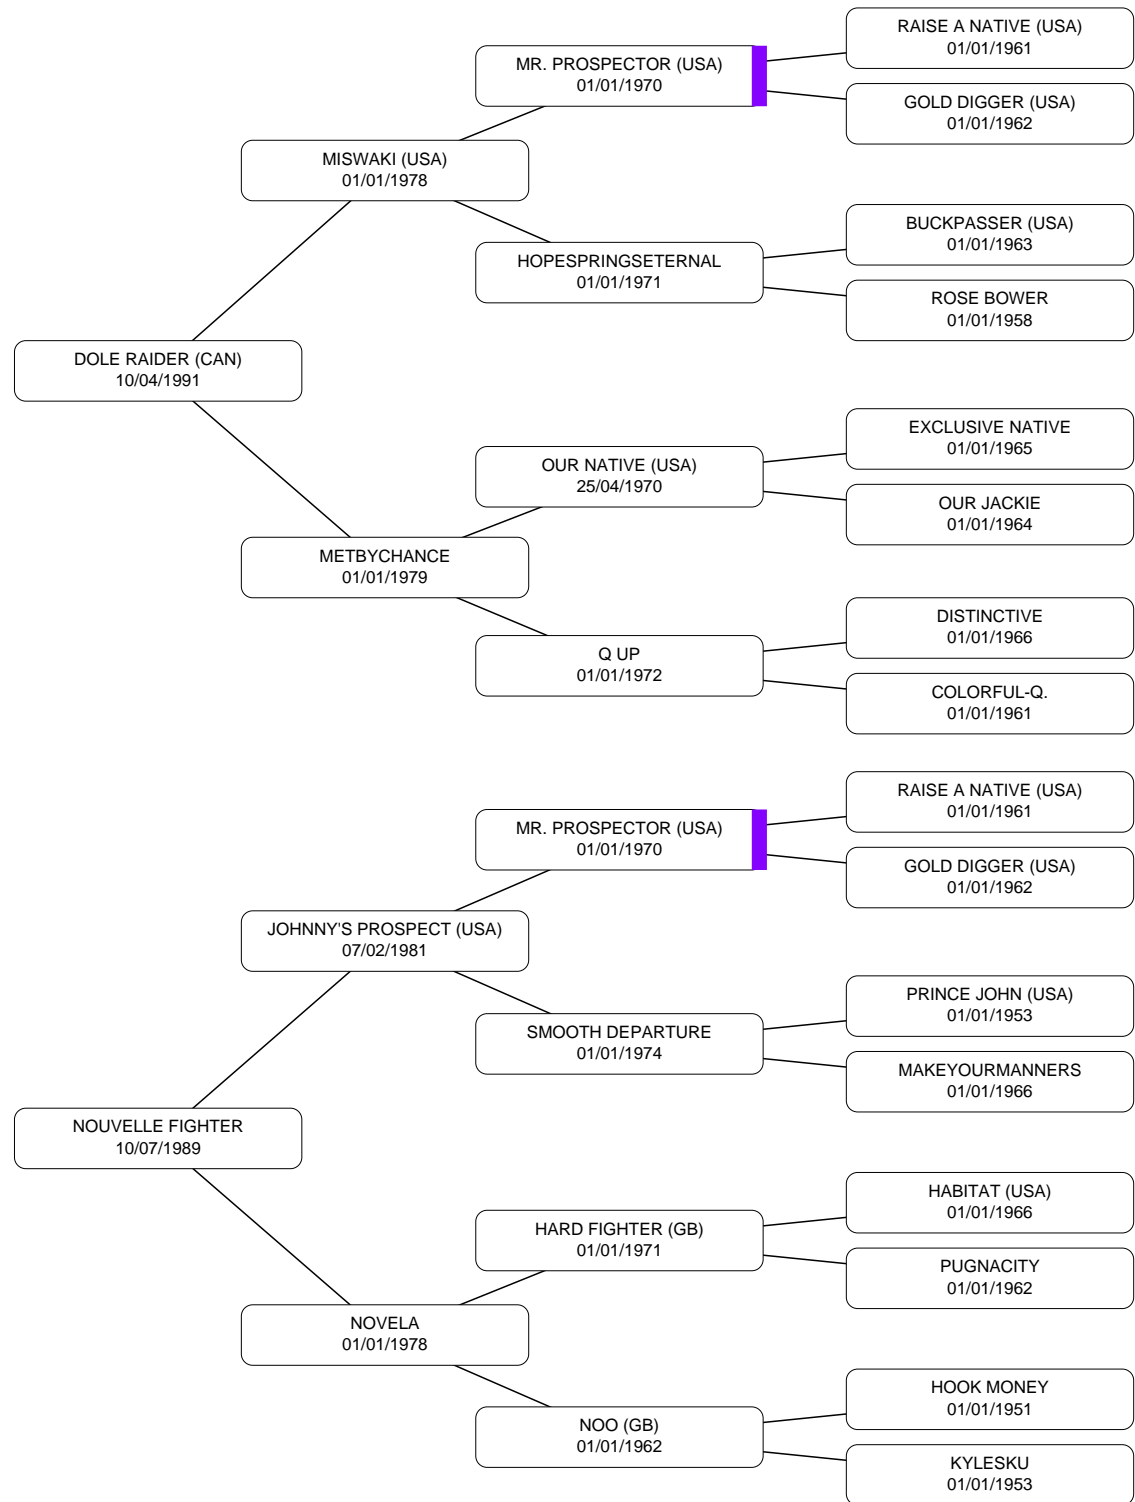 RAISE A NATIVE (USA)
01/01/1961
MR. PROSPECTOR (USA)
01/01/1970
GOLD DIGGER (USA)
01/01/1962
MISWAKI (USA)
01/01/1978
BUCKPASSER (USA)
01/01/1963
HOPESPRINGSETERNAL
01/01/1971
ROSE BOWER
01/01/1958
DOLE RAIDER (CAN)
10/04/1991
EXCLUSIVE NATIVE
01/01/1965
OUR NATIVE (USA)
25/04/1970
OUR JACKIE
01/01/1964
METBYCHANCE
01/01/1979
DISTINCTIVE
01/01/1966
Q UP
01/01/1972
COLORFUL-Q.
01/01/1961
RAISE A NATIVE (USA)
01/01/1961
MR. PROSPECTOR (USA)
01/01/1970
GOLD DIGGER (USA)
01/01/1962
JOHNNY'S PROSPECT (USA)
07/02/1981
PRINCE JOHN (USA)
01/01/1953
SMOOTH DEPARTURE
01/01/1974
MAKEYOURMANNERS
01/01/1966
NOUVELLE FIGHTER
10/07/1989
HABITAT (USA)
01/01/1966
HARD FIGHTER (GB)
01/01/1971
PUGNACITY
01/01/1962
NOVELA
01/01/1978
HOOK MONEY
01/01/1951
NOO (GB)
01/01/1962
KYLESKU
01/01/1953